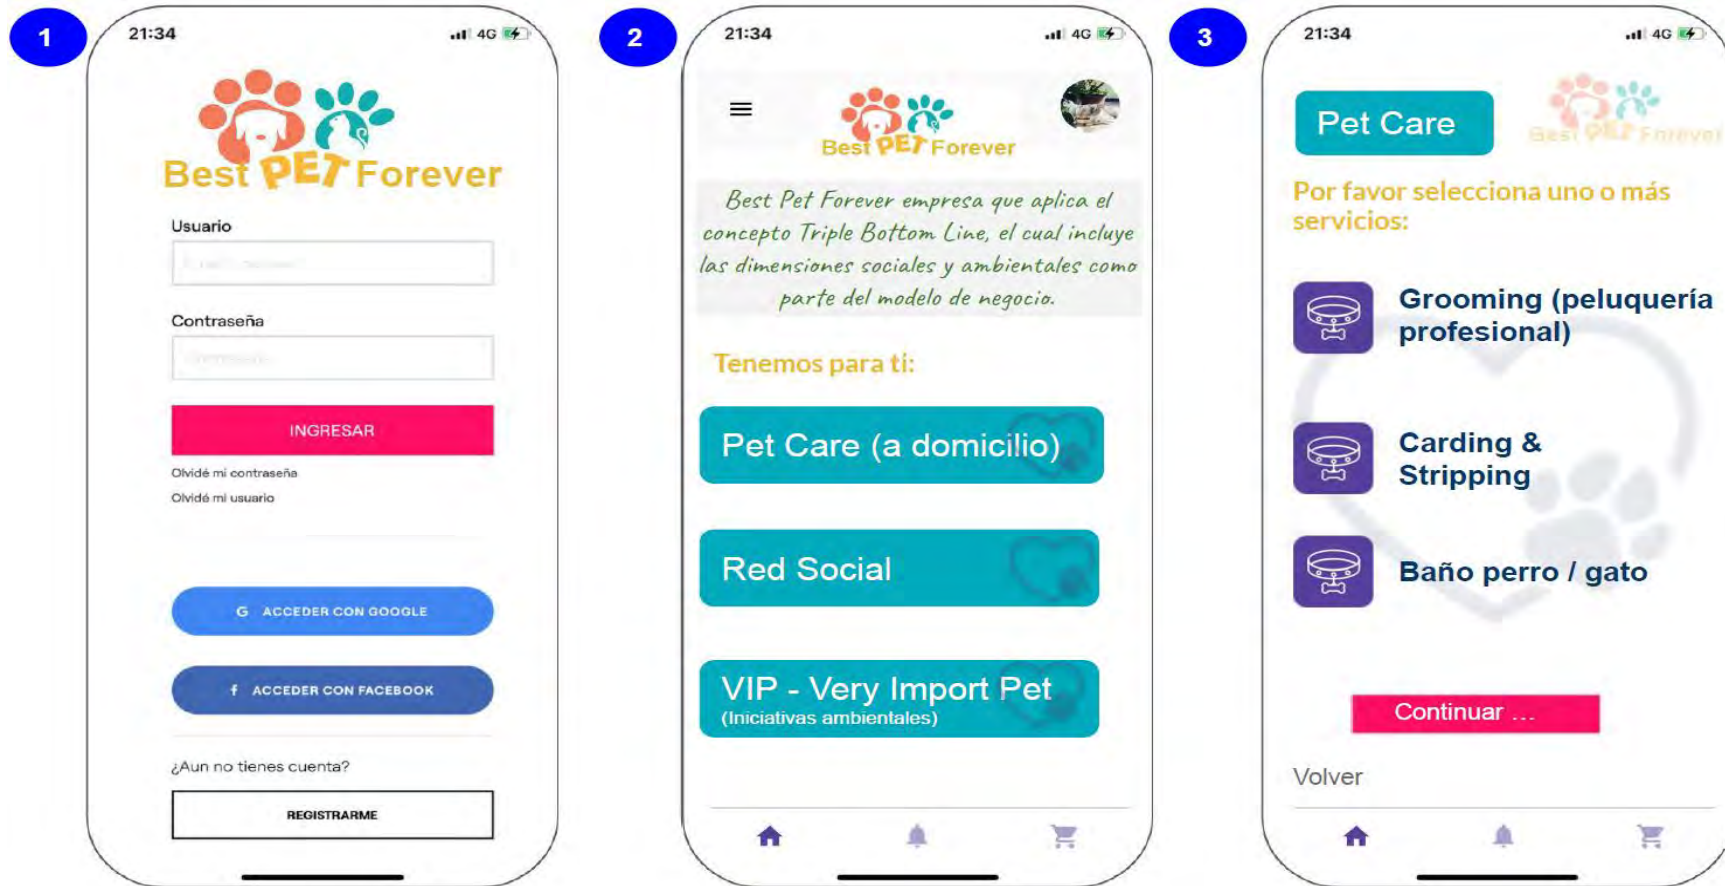 1
21:34
4G
Best PET Forever
Usuario
Contraseña
INGRESAR
Olvidé mi contraseña
Olvidé mi usuario
G ACCEDER CON GOOGLE
f ACCEDER CON FACEBOOK
¿Aun no tienes cuenta?
REGISTRARME
2
21:34
4G
Best PET Forever
Best Pet Forever empresa que aplica el
concepto Triple Bottom Line, el cual incluye
las dimensiones sociales y ambientales como
parte del modelo de negocio.
Tenemos para ti:
Pet Care (a domicilio)
Red Social
VIP - Very Import Pet
(Iniciativas ambientales)
3
21:34
4G
Pet Care
Best PET Forever
Por favor selecciona uno o más
servicios:
Grooming (peluquería
profesional)
Carding &
Stripping
Baño perro / gato
Continuar ...
Volver